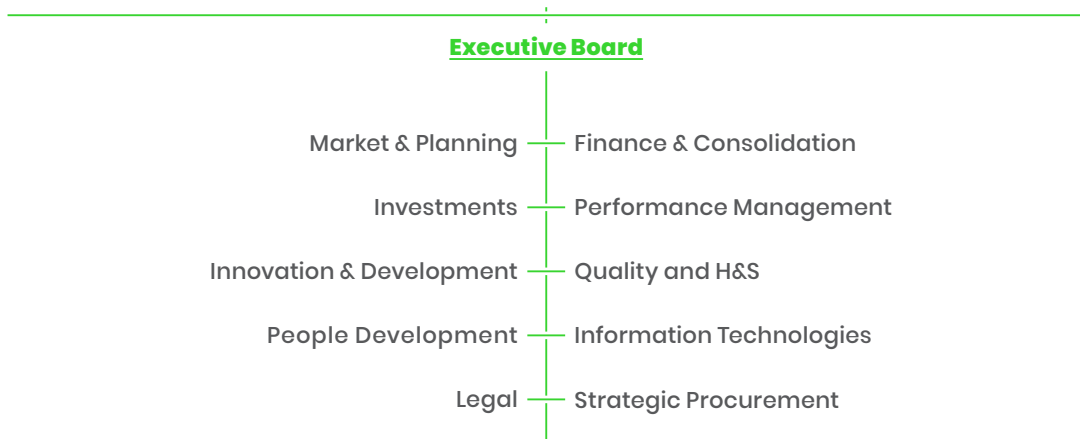 Executive Board
Market & Planning
Finance & Consolidation
Investments
Performance Management
Innovation & Development
Quality and H&S
People Development
Information Technologies
Legal
Strategic Procurement